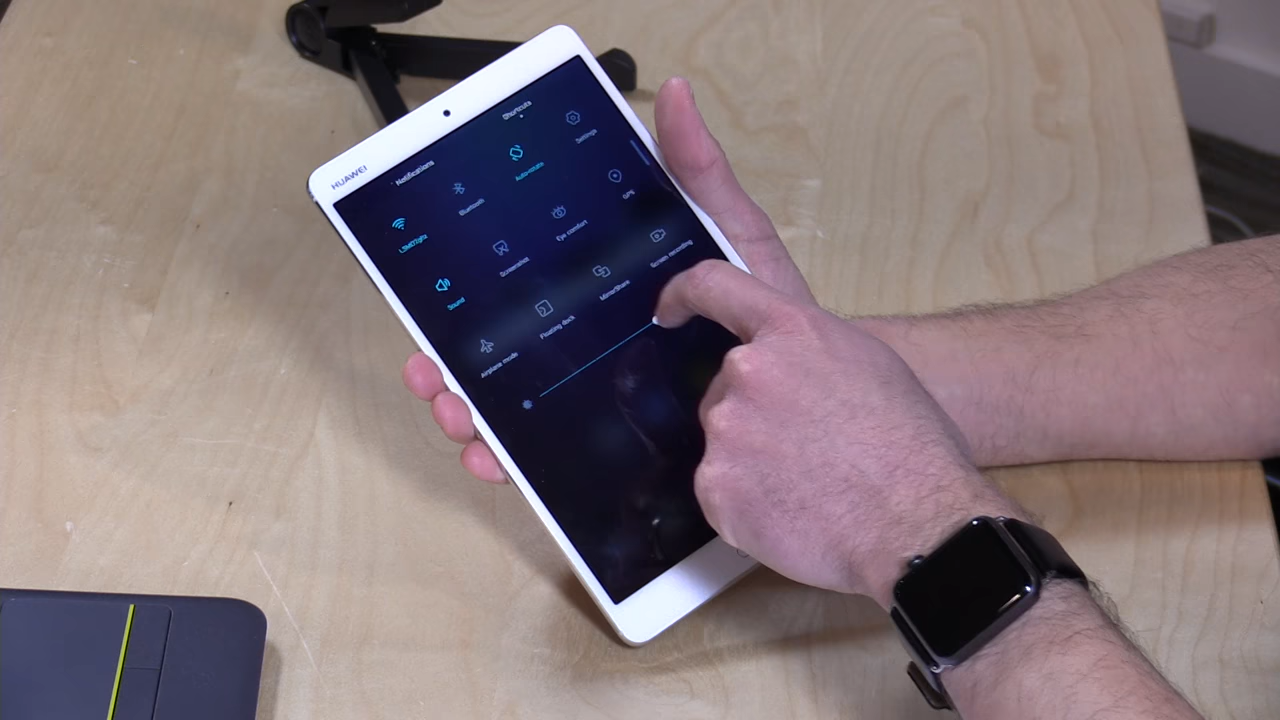 HUAWEI
Notifications
Shortcuts
Bluetooth
Auto-rotate
Settings
Sound
Screenshot
Eye comfort
GPS
Airplane mode
Floating dock
MirrorShare
Screen recording